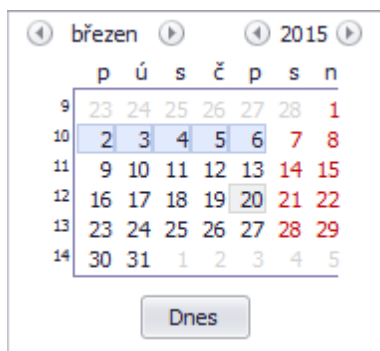 březen 2015
p ú s č p s n
9 23 24 25 26 27 28 1
10 2 3 4 5 6 7 8
11 9 10 11 12 13 14 15
12 16 17 18 19 20 21 22
13 23 24 25 26 27 28 29
14 30 31 1 2 3 4 5
Dnes